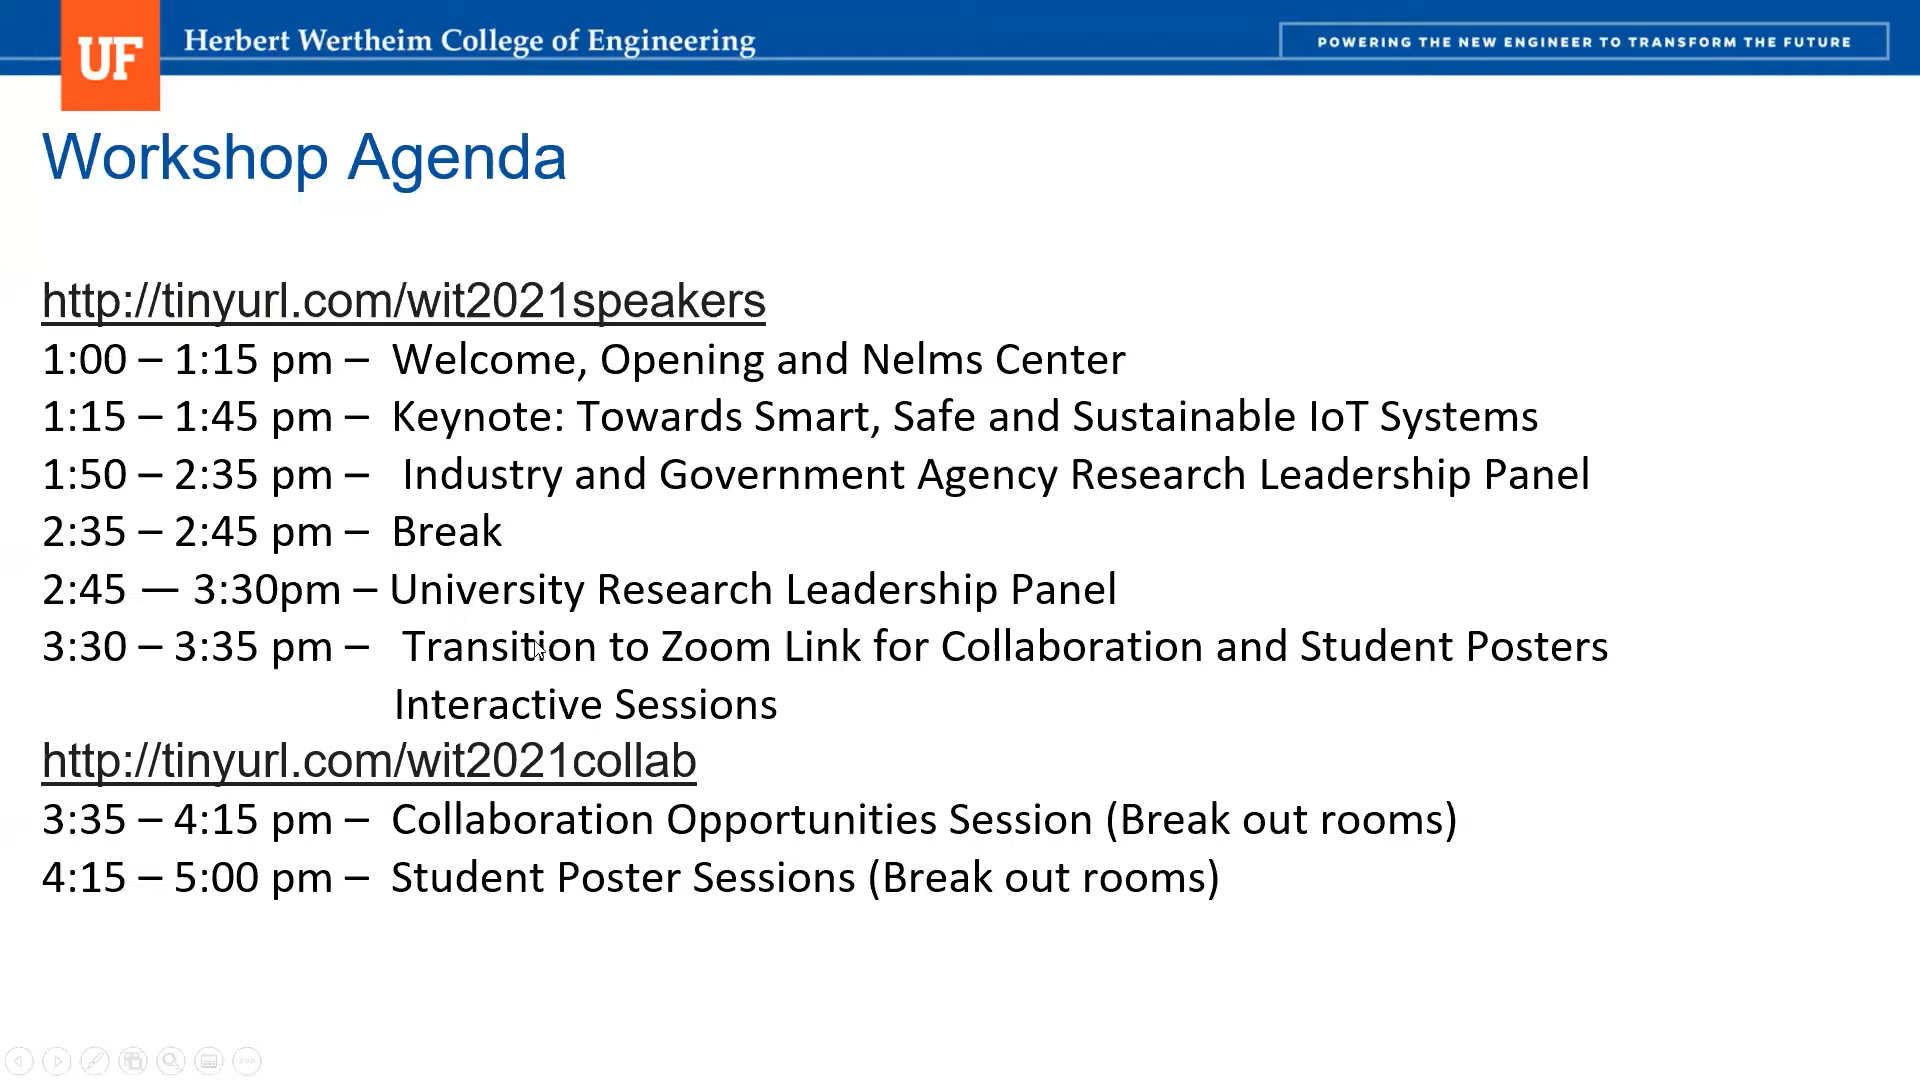 UF Herbert Wertheim College of Engineering
POWERING THE NEW ENGINEER TO TRANSFORM THE FUTURE
Workshop Agenda
http://tinyurl.com/wit2021speakers
1:00 – 1:15 pm – Welcome, Opening and Nelms Center
1:15 – 1:45 pm – Keynote: Towards Smart, Safe and Sustainable IoT Systems
1:50 – 2:35 pm – Industry and Government Agency Research Leadership Panel
2:35 – 2:45 pm – Break
2:45 — 3:30pm – University Research Leadership Panel
3:30 – 3:35 pm – Transition to Zoom Link for Collaboration and Student Posters
Interactive Sessions
http://tinyurl.com/wit2021collab
3:35 – 4:15 pm – Collaboration Opportunities Session (Break out rooms)
4:15 – 5:00 pm – Student Poster Sessions (Break out rooms)